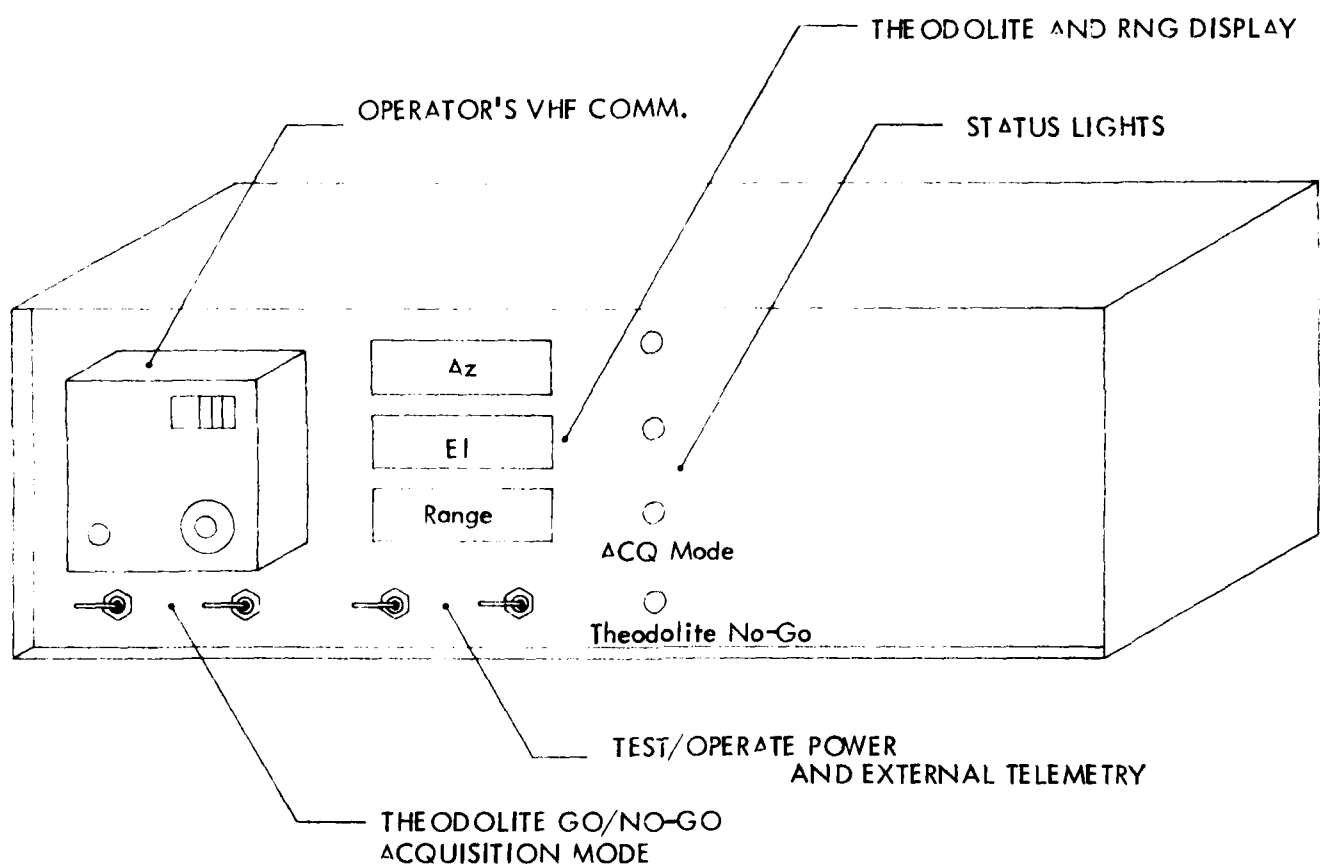 THEODOLITE AND RNG DISPLAY
OPERATOR'S VHF COMM.
STATUS LIGHTS
Az
El
Range
ACQ Mode
Theodolite No-Go
TEST/OPERATE POWER
AND EXTERNAL TELEMETRY
THEODOLITE GO/NO-GO
ACQUISITION MODE